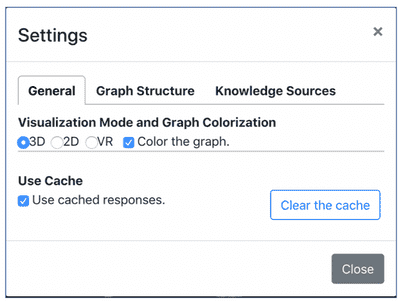 Settings ×
General Graph Structure Knowledge Sources
Visualization Mode and Graph Colorization
3D 2D VR Color the graph.
Use Cache
Use cached responses.
Clear the cache
Close